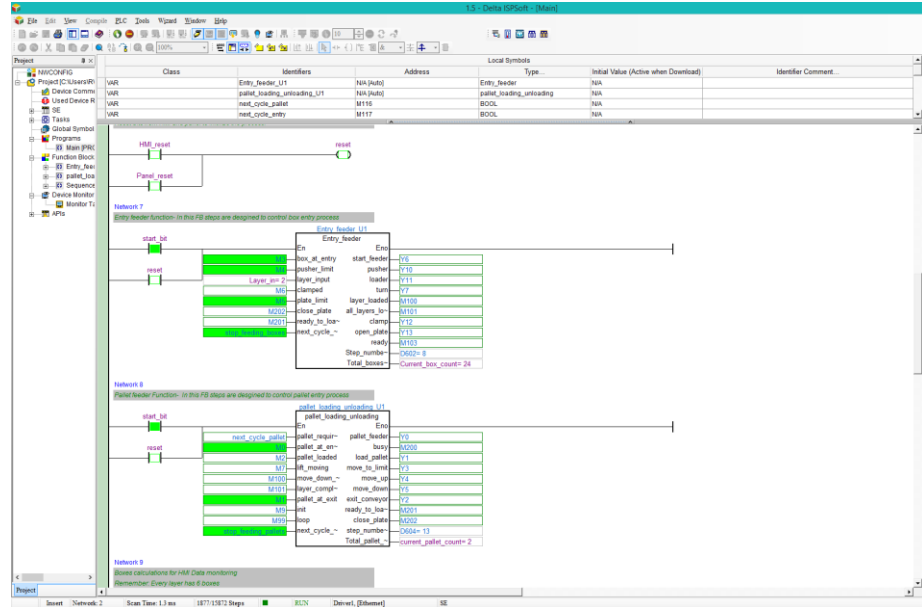 1.5 - Delta ISPSoft - [Main]
File Edit View Compile PLC Tools Wizard Window Help
100%
Project
NWCONFIG
Device Comm
Used Device R
SE
Tasks
Global Symbol
Programs
Main [PRG
Function Block
Entry_feed
pallet_loa
Sequence
Device Monitor
Monitor Ta
APIs
Local Symbols
Class Identifiers Address Type... Initial Value (Active when Download) Identifier Comment...
VAR Entry_feeder_U1 N/A [Auto] Entry_feeder N/A
VAR pallet_loading_unloading_U1 N/A [Auto] pallet_loading_unloading N/A
VAR next_cycle_pallet M116 BOOL N/A
VAR next_cycle_entry M117 BOOL N/A
HMI_reset reset
Panel_reset
Network 7
Entry feeder function- In this FB steps are desgined to control box entry process
Entry_feeder_U1
start_bit Entry_feeder
En Eno
M3 box_at_entry start_feeder Y6
reset M4 pusher_limit pusher Y10
Layer_in= 2 layer_input loader Y11
M6 clamped turn Y7
M5 plate_limit layer_loaded M100
M202 close_plate all_layers_lo~ M101
M201 ready_to_loa~ clamp Y12
stop_feeding_boxes next_cycle_~ open_plate Y13
ready M103
Step_numbe~ D602= 8
Total_boxes~ Current_box_count= 24
Network 8
Pallet feeder Function- In this FB steps are desgined to control pallet entry process
pallet_loading_unloading_U1
start_bit pallet_loading_unloading
En Eno
next_cycle_pallet pallet_requir~ pallet_feeder Y0
reset M0 pallet_at_en~ busy M200
M2 pallet_loaded load_pallet Y1
M7 lift_moving move_to_limit Y3
M100 move_down_~ move_up Y4
M101 layer_compl~ move_down Y5
M1 pallet_at_exit exit_conveyor Y2
M9 init ready_to_loa~ M201
M99 loop close_plate M202
stop_feeding_pallets next_cycle_~ step_numbe~ D604= 13
Total_pallet_~ current_pallet_count= 2
Network 9
Boxes calculations for HMI Data monitoring
Remember: Every layer has 6 boxes
Project
Insert Network: 2 Scan Time: 1.3 ms 1877/15872 Steps RUN Driver1, [Ethernet] SE